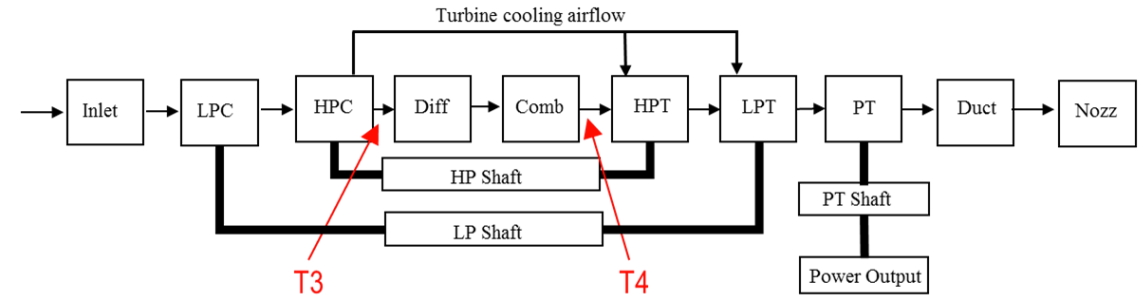 Turbine cooling airflow
Inlet
LPC
HPC
Diff
Comb
HPT
LPT
PT
Duct
Nozz
HP Shaft
PT Shaft
LP Shaft
T3
T4
Power Output